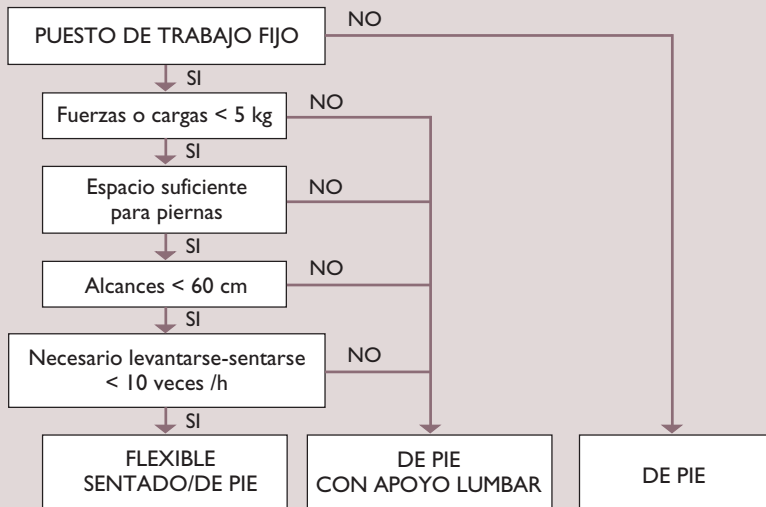 PUESTO DE TRABAJO FIJO
NO
SI
Fuerzas o cargas < 5 kg
NO
SI
Espacio suficiente
para piernas
NO
SI
Alcances < 60 cm
NO
SI
Necesario levantarse-sentarse
< 10 veces /h
NO
SI
FLEXIBLE
SENTADO/DE PIE
DE PIE
CON APOYO LUMBAR
DE PIE